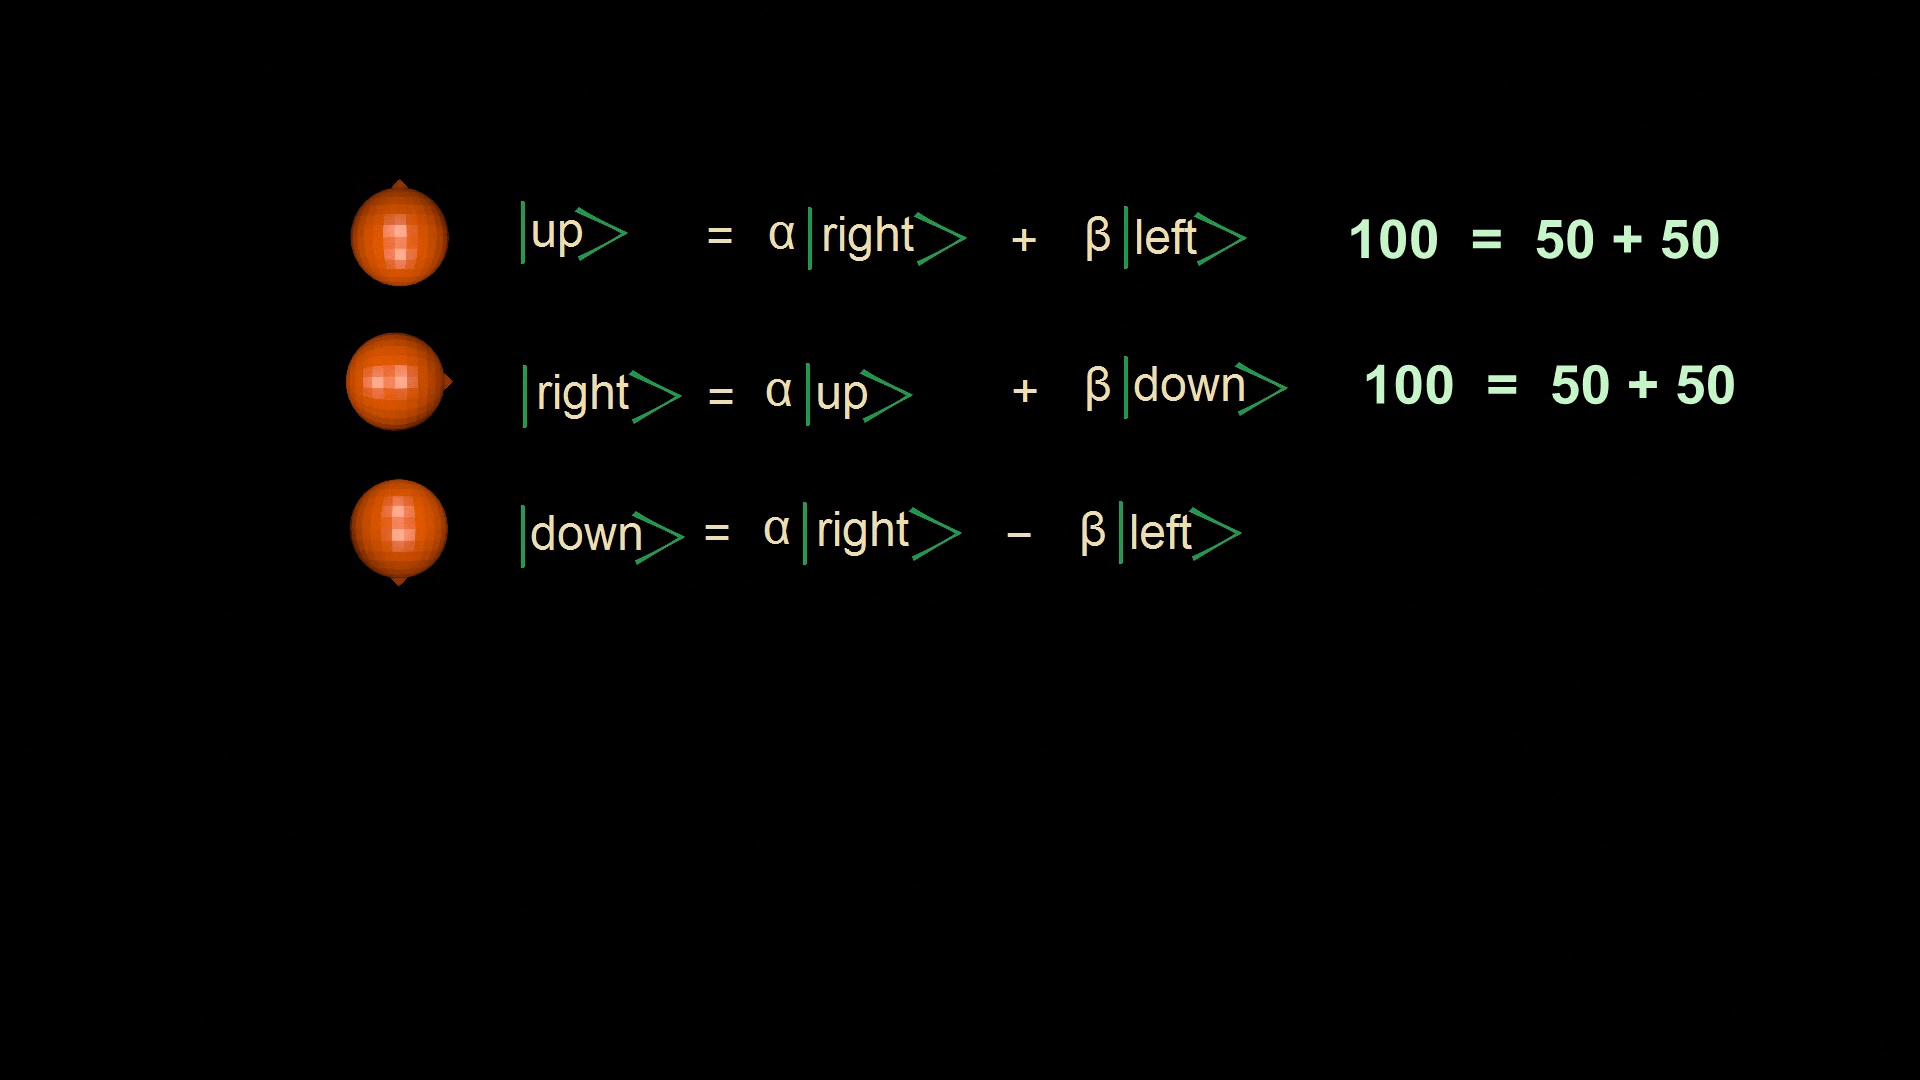 |up> = α |right> + β |left> 100 = 50 + 50
|right> = α |up> + β |down> 100 = 50 + 50
|down> = α |right> – β |left>